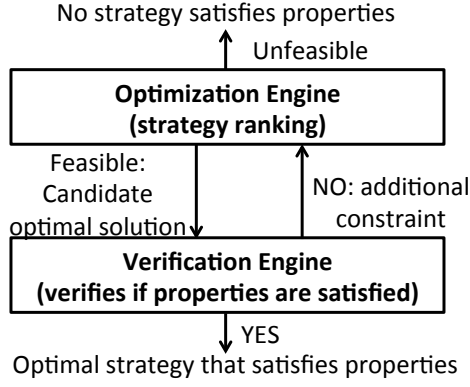 No strategy satisfies properties
Unfeasible
Optimization Engine
(strategy ranking)
Feasible:
Candidate
optimal solution
NO: additional
constraint
Verification Engine
(verifies if properties are satisfied)
YES
Optimal strategy that satisfies properties